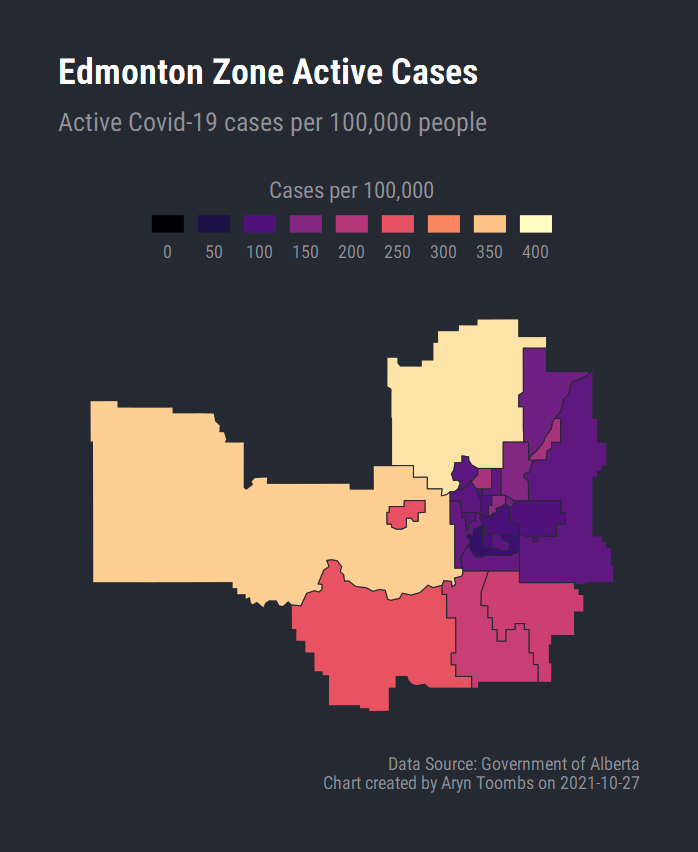 Edmonton Zone Active Cases
Active Covid-19 cases per 100,000 people
Cases per 100,000
0 50 100 150 200 250 300 350 400
Data Source: Government of Alberta
Chart created by Aryn Toombs on 2021-10-27